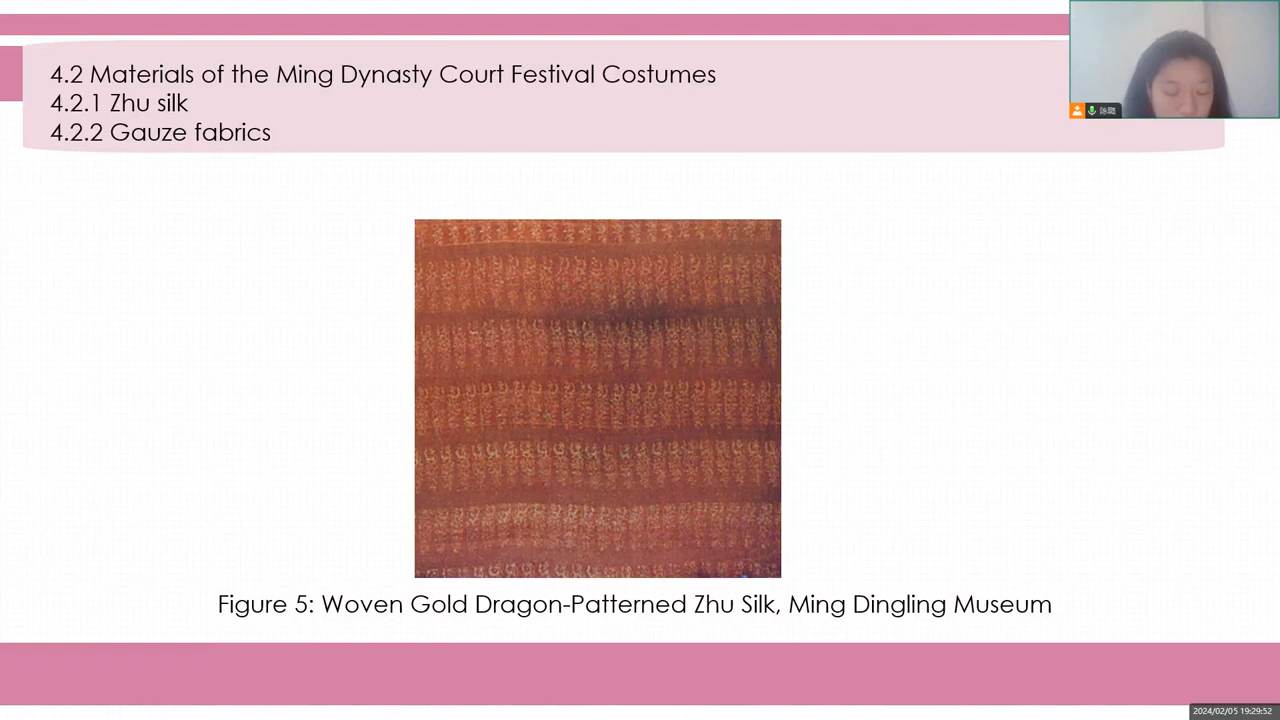 4.2 Materials of the Ming Dynasty Court Festival Costumes
4.2.1 Zhu silk
4.2.2 Gauze fabrics
Figure 5: Woven Gold Dragon-Patterned Zhu Silk, Ming Dingling Museum
2024/02/05 19:29:52